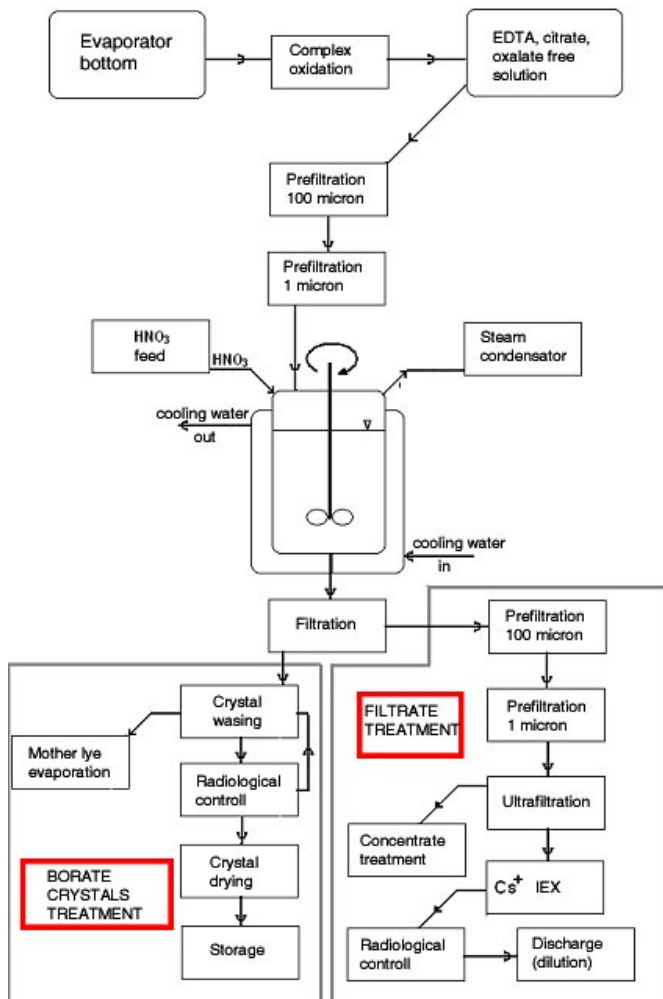 Evaporator
bottom
Complex
oxidation
EDTA, citrate,
oxalate free
solution
Prefiltration
100 micron
Prefiltration
1 micron
HNO₃
feed
HNO₃
Steam
condensator
cooling water
out
cooling water
in
Filtration
Prefiltration
100 micron
Crystal
wasing
Mother lye
evaporation
Radiological
controll
Crystal
drying
BORATE
CRYSTALS
TREATMENT
Storage
FILTRATE
TREATMENT
Prefiltration
1 micron
Ultrafiltration
Concentrate
treatment
Cs⁺ IEX
Radiological
controll
Discharge
(dilution)